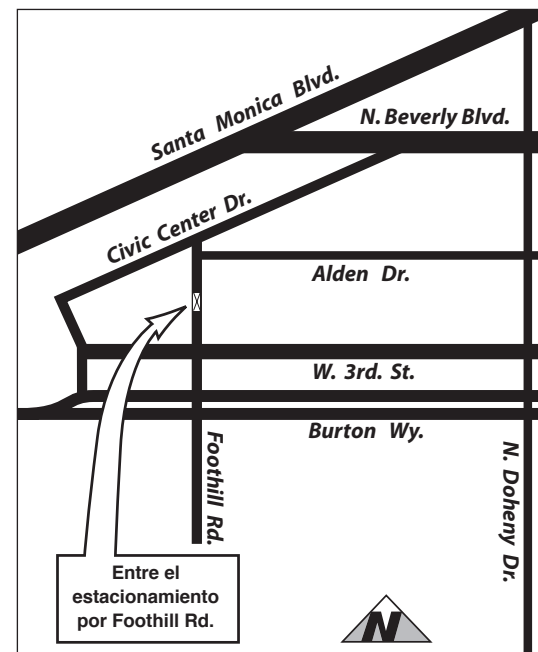 Santa Monica Blvd.
N. Beverly Blvd.
Civic Center Dr.
Alden Dr.
W. 3rd. St.
Burton Wy.
Foothill Rd.
N. Doheny Dr.
Entre el
estacionamiento
por Foothill Rd.
N